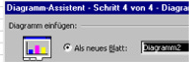 Diagramm-Assistent - Schritt 4 von 4 - Diagra
Diagramm einfügen:
Als neues Blatt: Diagramm2